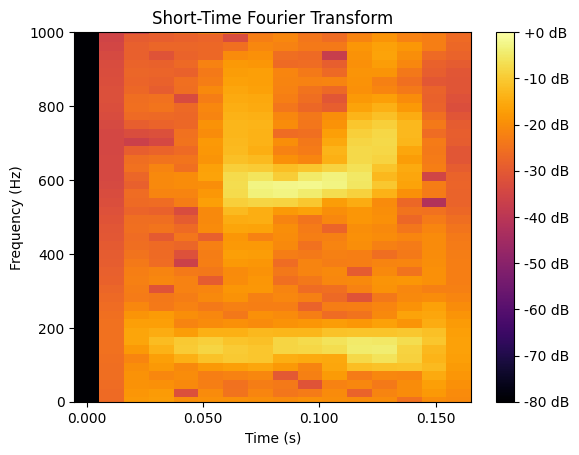 Short-Time Fourier Transform
1000
800
600
400
200
0
Frequency (Hz)
0.000
0.050
0.100
0.150
Time (s)
+0 dB
-10 dB
-20 dB
-30 dB
-40 dB
-50 dB
-60 dB
-70 dB
-80 dB